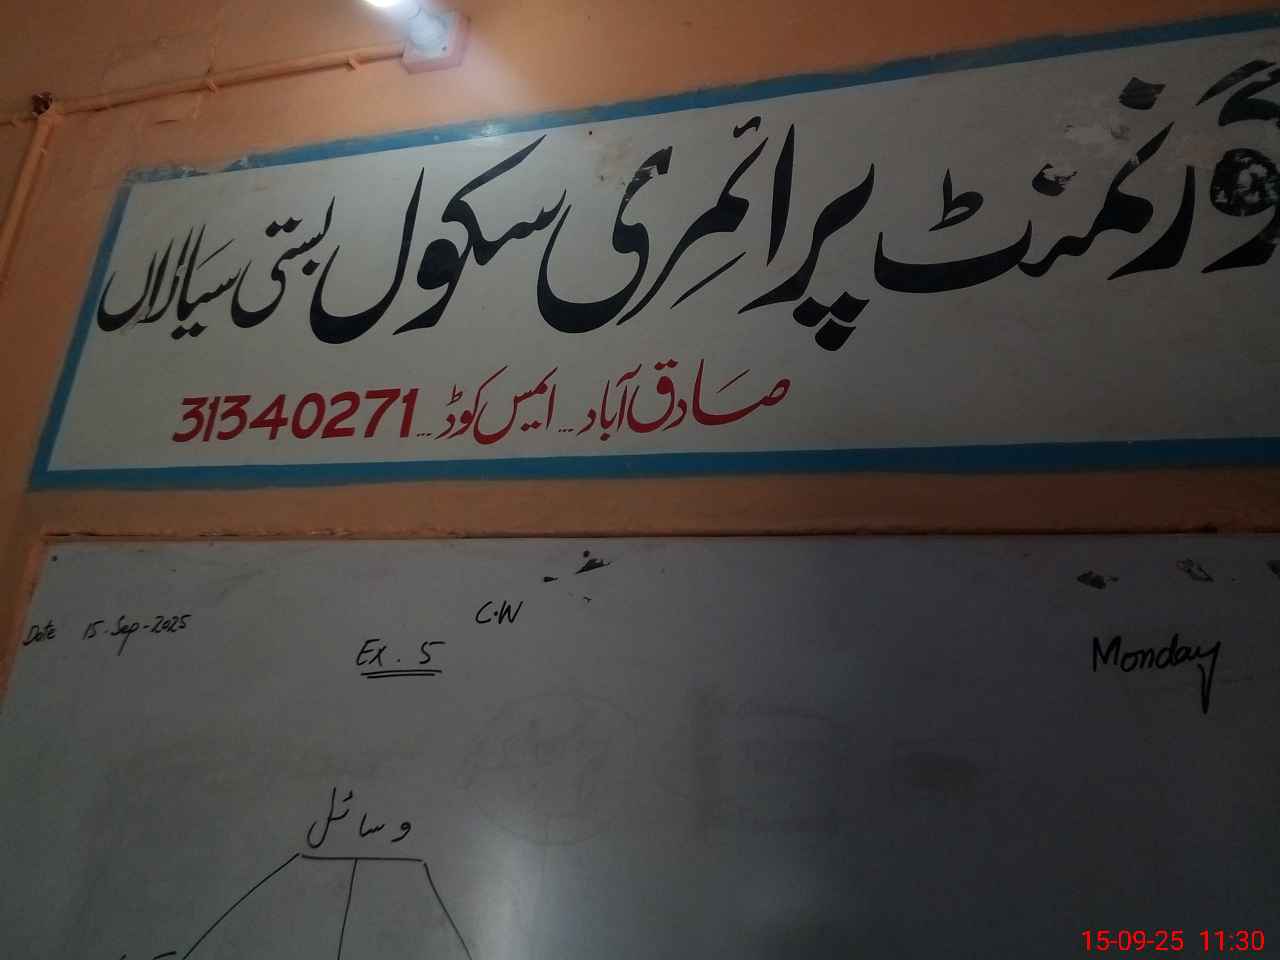 گورنمنٹ پرائمری سکول بستی سیالاں
صادق آباد... ایمس کوڈ... 31340271
Date 15-Sep-2025
C.W
Monday
Ex. 5
وسائل
15-09-25 11:30